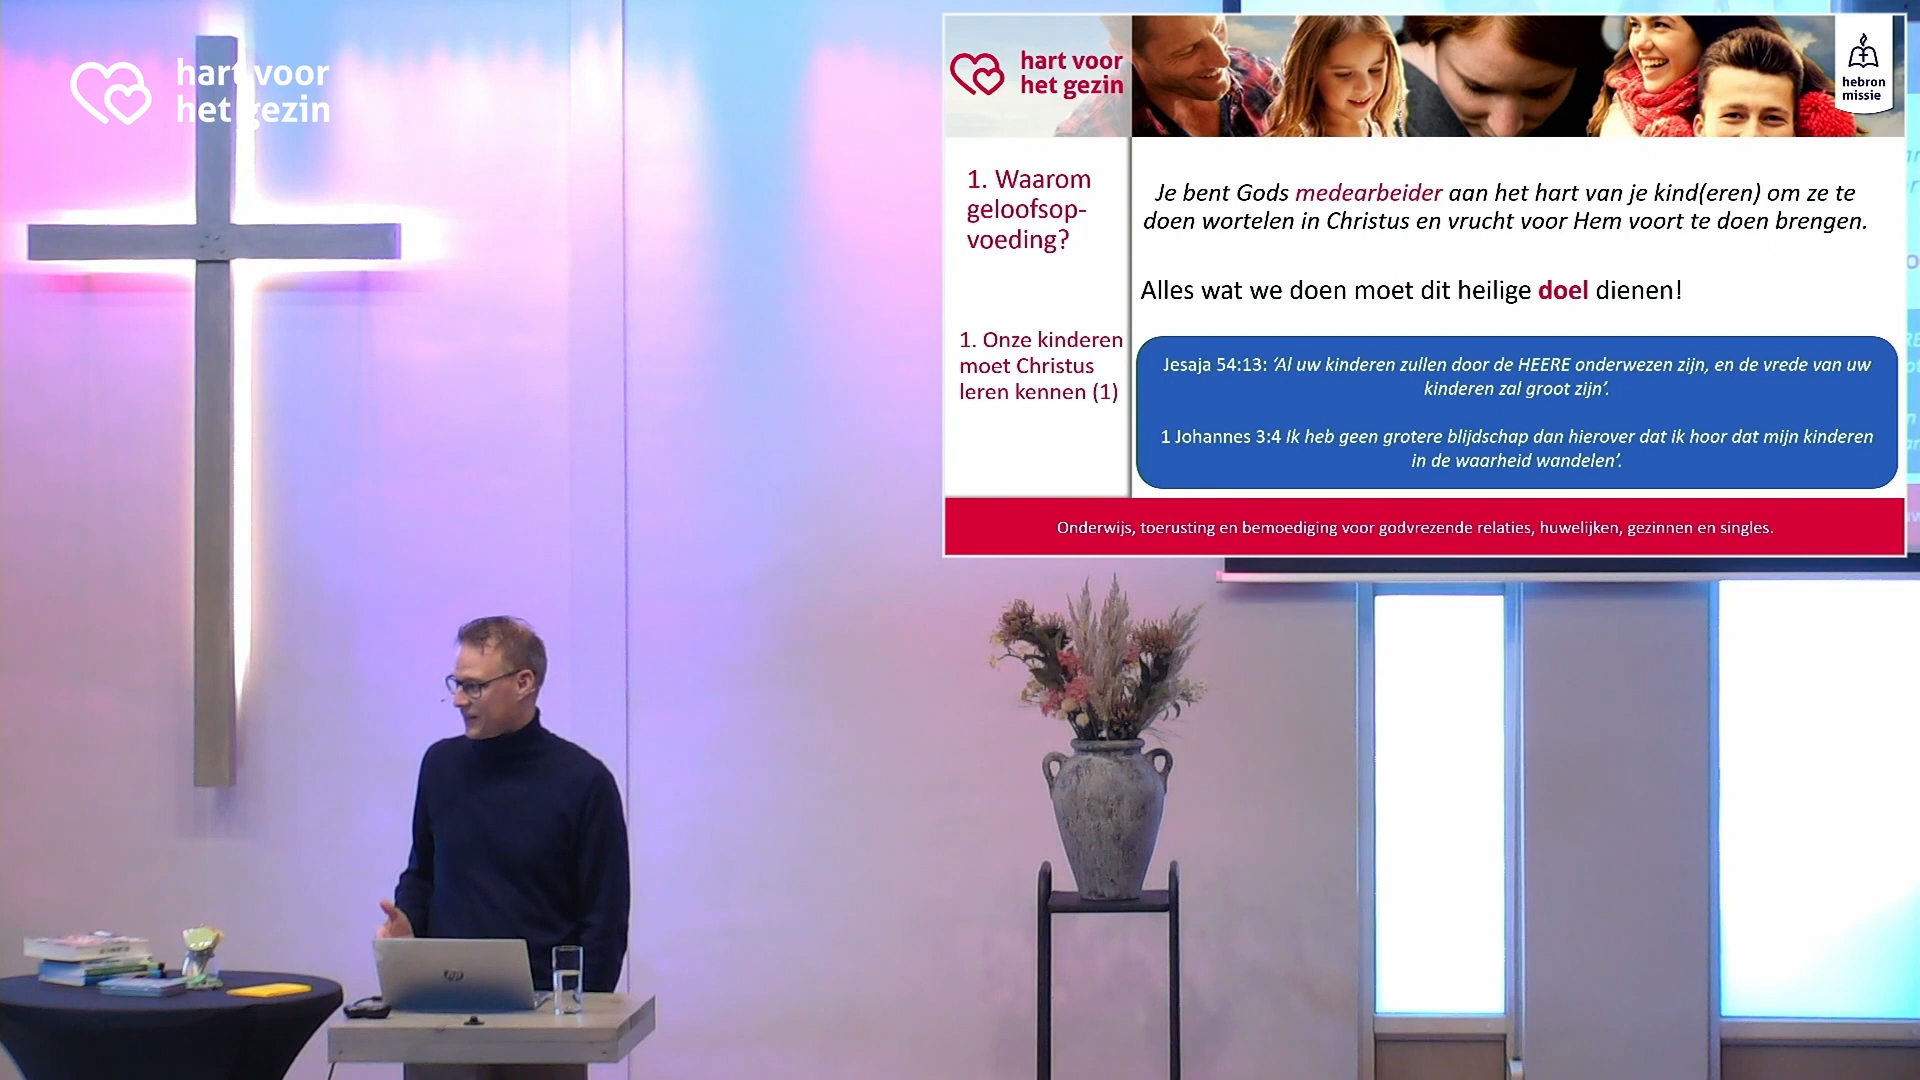 hart voor
het gezin
hart voor
het gezin
hebron
missie
1. Waarom
geloofsop-
voeding?
Je bent Gods medearbeider aan het hart van je kind(eren) om ze te
doen wortelen in Christus en vrucht voor Hem voort te doen brengen.
Alles wat we doen moet dit heilige doel dienen!
1. Onze kinderen
moet Christus
leren kennen (1)
Jesaja 54:13: ‘Al uw kinderen zullen door de HEERE onderwezen zijn, en de vrede van uw
kinderen zal groot zijn’.
1 Johannes 3:4 Ik heb geen grotere blijdschap dan hierover dat ik hoor dat mijn kinderen
in de waarheid wandelen’.
Onderwijs, toerusting en bemoediging voor godvrezende relaties, huwelijken, gezinnen en singles.
hp